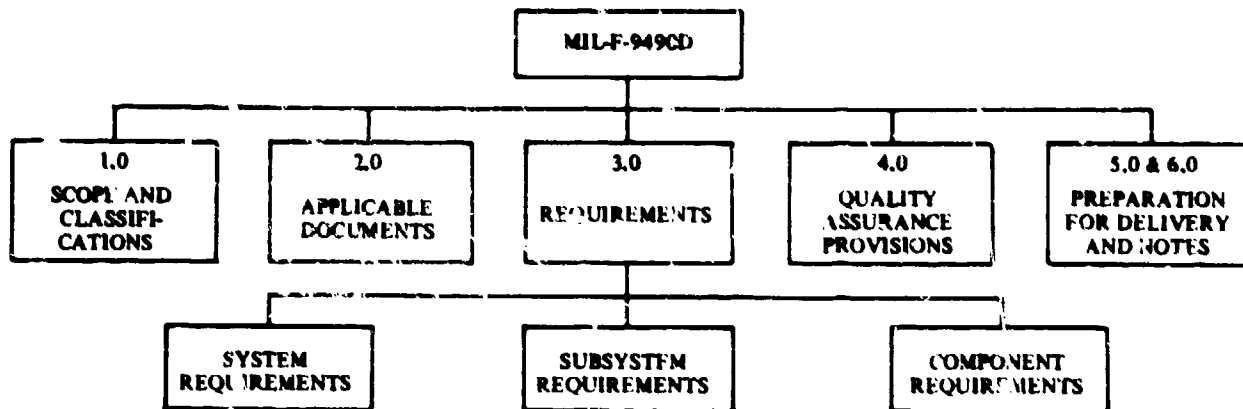 MIL-F-9490D
1.0
SCOPE AND
CLASSIFI-
CATIONS
2.0
APPLICABLE
DOCUMENTS
3.0
REQUIREMENTS
4.0
QUALITY
ASSURANCE
PROVISIONS
5.0 & 6.0
PREPARATION
FOR DELIVERY
AND NOTES
SYSTEM
REQUIREMENTS
SUBSYSTEM
REQUIREMENTS
COMPONENT
REQUIREMENTS